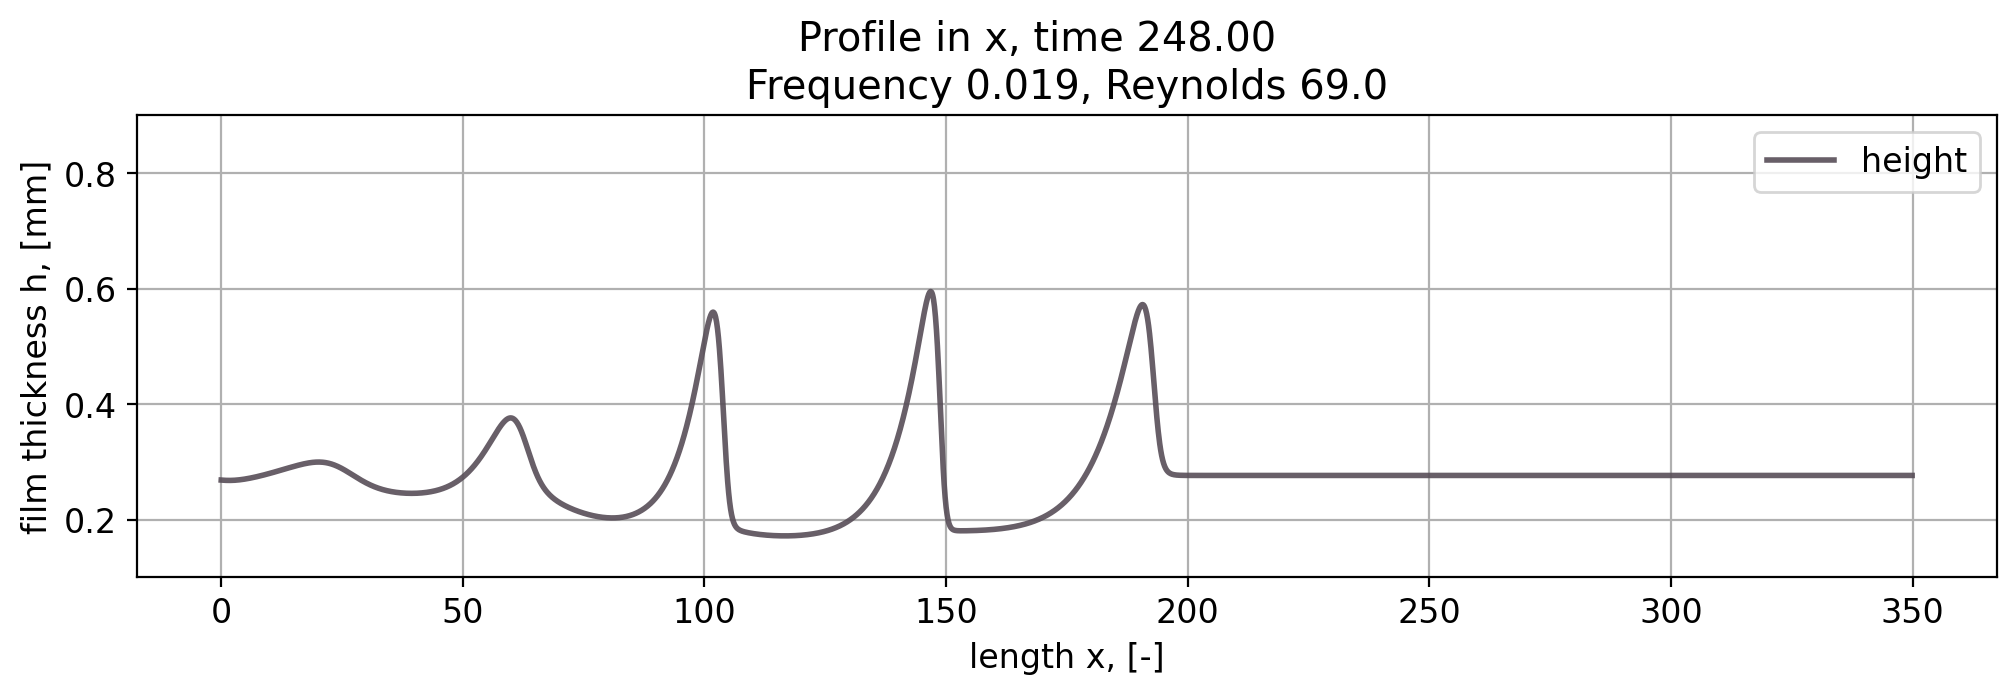 Profile in x, time 248.00
Frequency 0.019, Reynolds 69.0
height
film thickness h, [mm]
0.8
0.6
0.4
0.2
0 50 100 150 200 250 300 350
length x, [-]